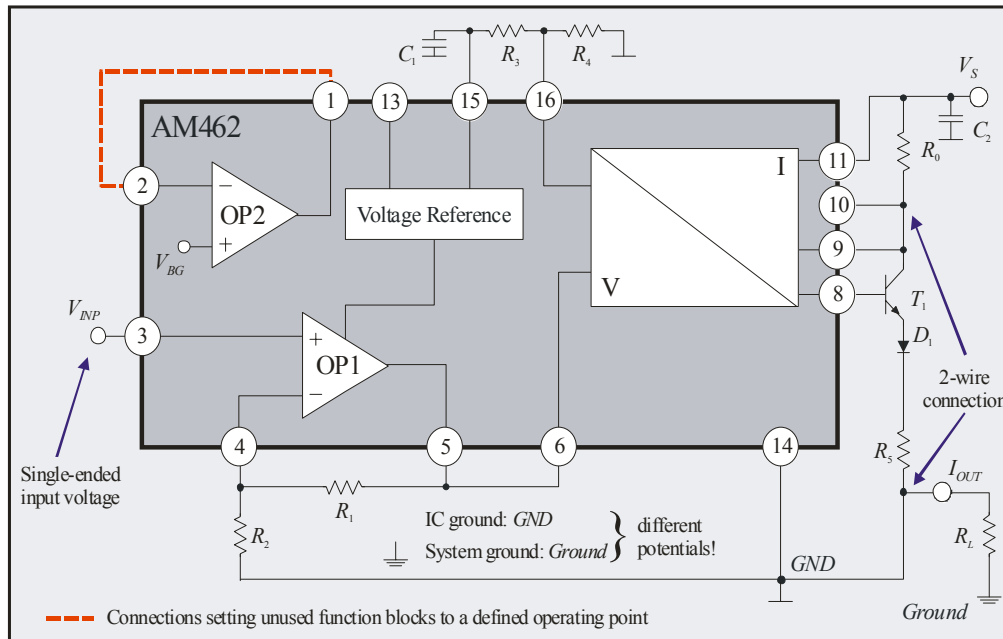 C1
R3
R4
VS
1
13
15
16
AM462
C2
R0
I
11
2
−
OP2
+
VBG
Voltage Reference
10
9
V
8
T1
VINP
3
+
OP1
−
D1
2-wire
connection
4
5
6
14
R5
IOUT
Single-ended
input voltage
R1
R2
IC ground: GND
System ground: Ground
} different
potentials!
RL
GND
Ground
Connections setting unused function blocks to a defined operating point